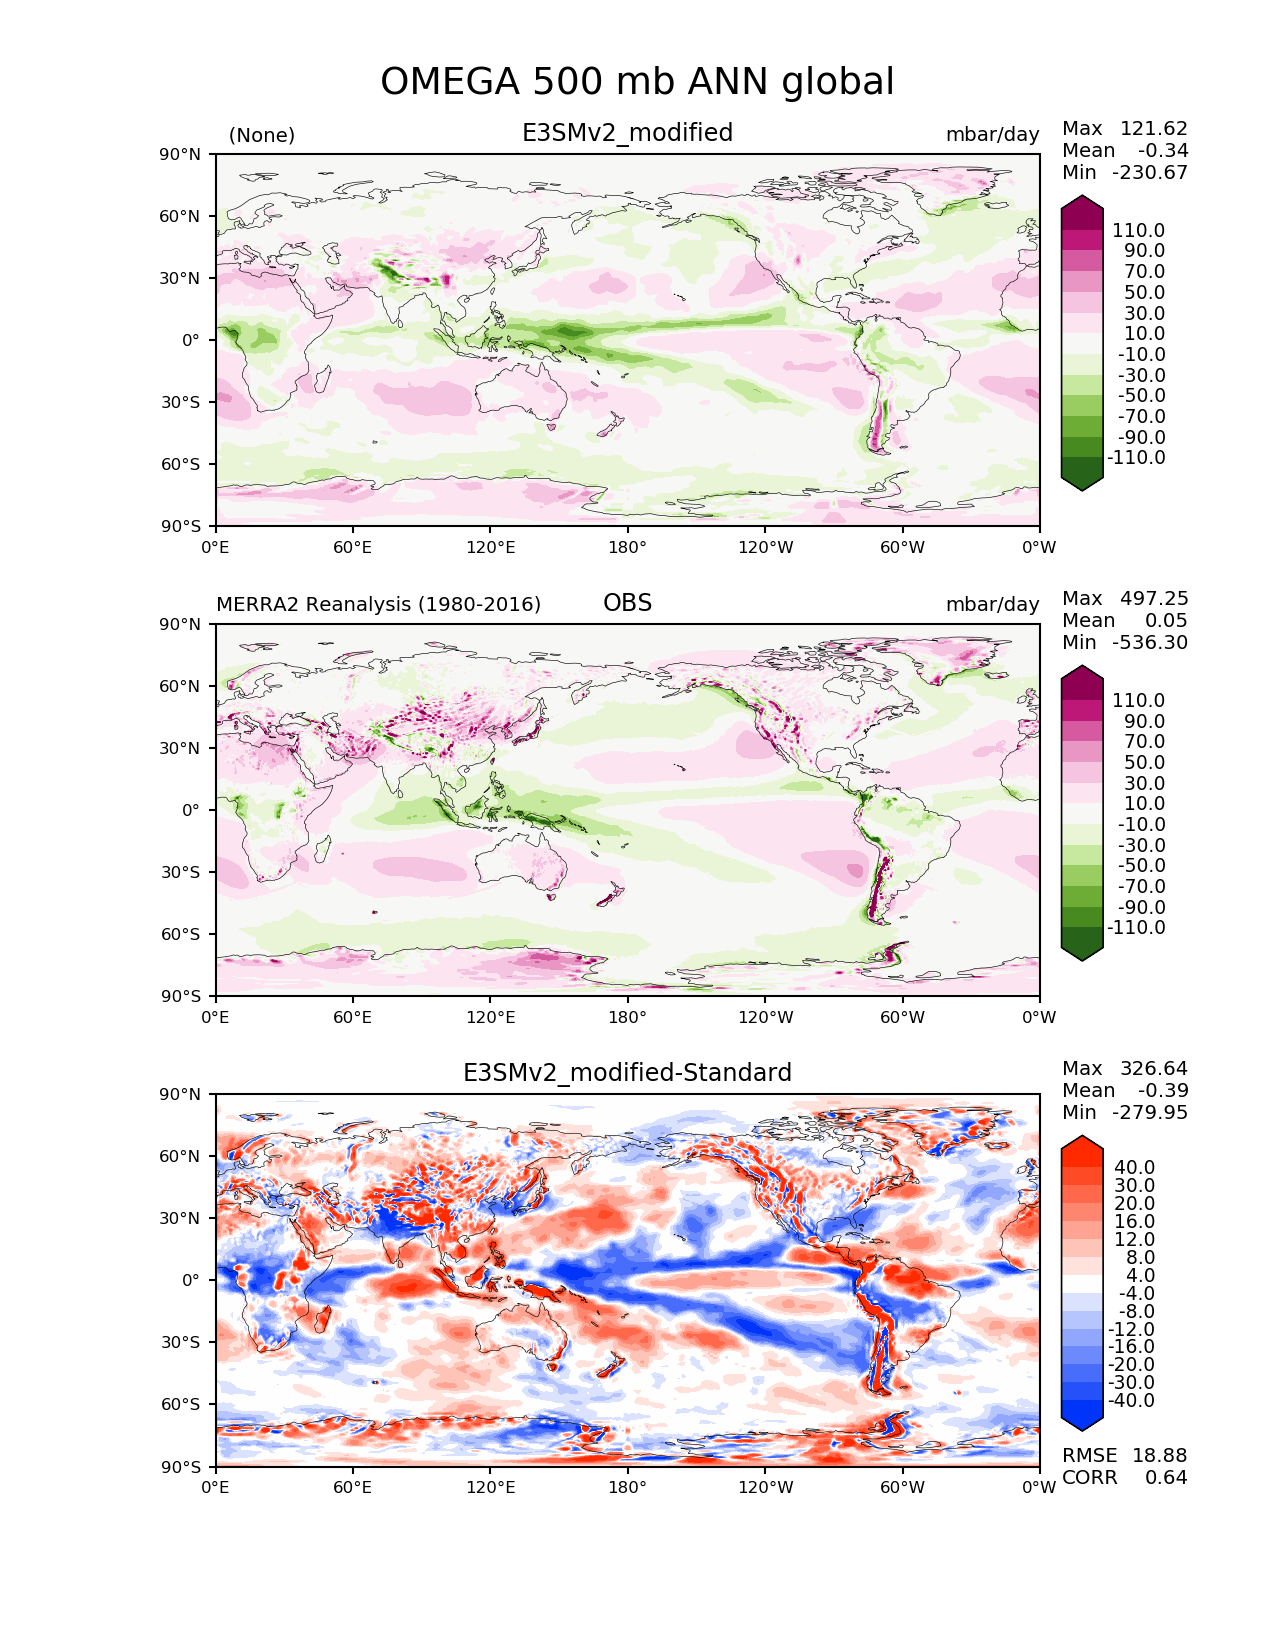 OMEGA 500 mb ANN global
(None) E3SMv2_modified mbar/day
Max 121.62
Mean -0.34
Min -230.67
90°N
60°N
30°N
0°
30°S
60°S
90°S
0°E 60°E 120°E 180° 120°W 60°W 0°W
110.0
90.0
70.0
50.0
30.0
10.0
-10.0
-30.0
-50.0
-70.0
-90.0
-110.0
MERRA2 Reanalysis (1980-2016) OBS mbar/day
Max 497.25
Mean 0.05
Min -536.30
90°N
60°N
30°N
0°
30°S
60°S
90°S
0°E 60°E 120°E 180° 120°W 60°W 0°W
110.0
90.0
70.0
50.0
30.0
10.0
-10.0
-30.0
-50.0
-70.0
-90.0
-110.0
E3SMv2_modified-Standard
Max 326.64
Mean -0.39
Min -279.95
90°N
60°N
30°N
0°
30°S
60°S
90°S
0°E 60°E 120°E 180° 120°W 60°W 0°W
40.0
30.0
20.0
16.0
12.0
8.0
4.0
-4.0
-8.0
-12.0
-16.0
-20.0
-30.0
-40.0
RMSE 18.88
CORR 0.64